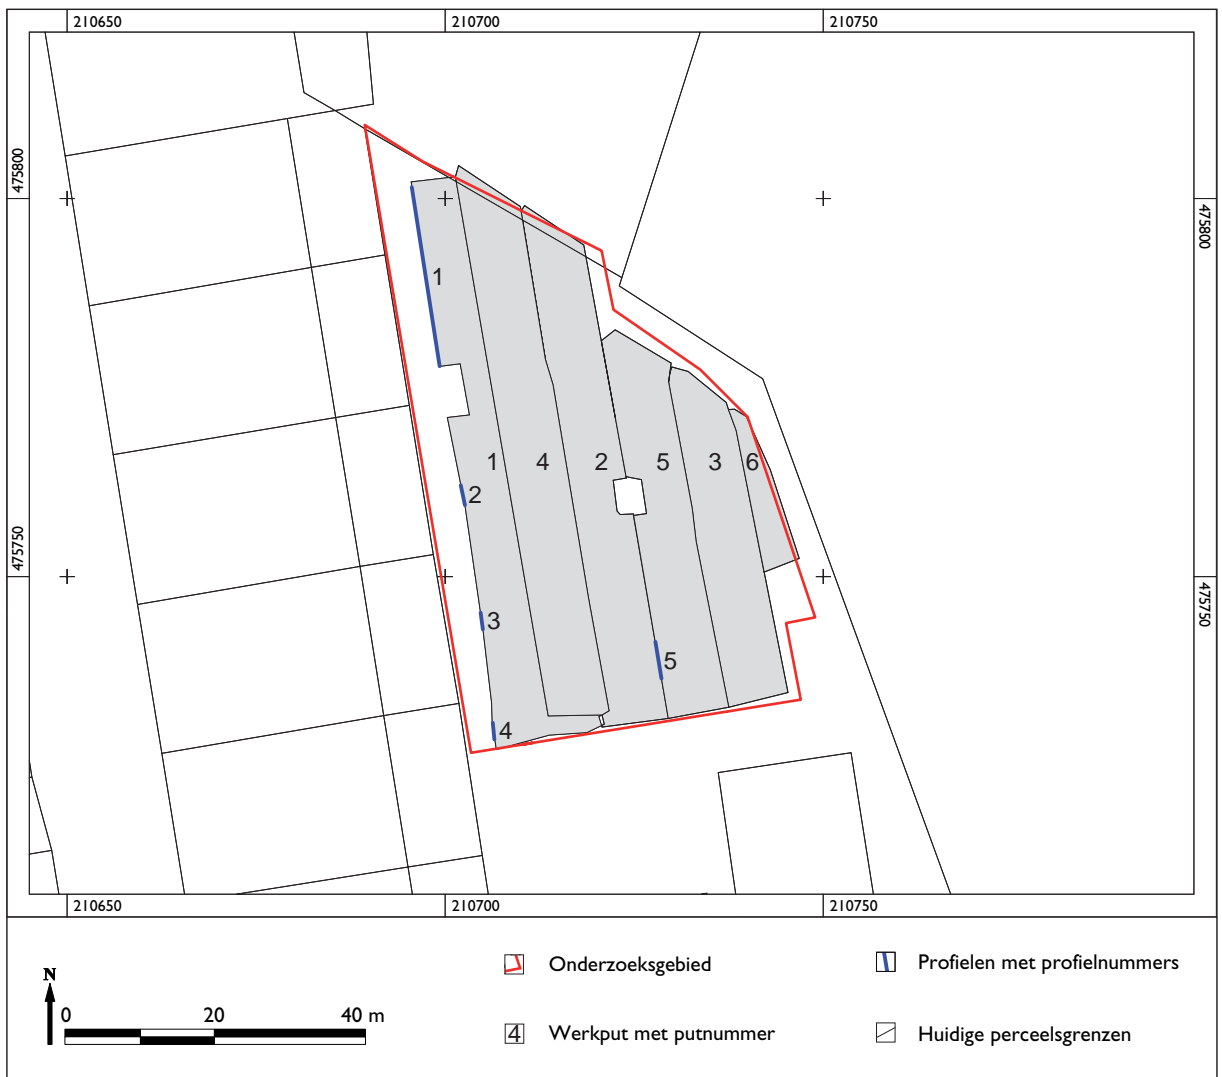 210650 210700 210750
475800
475800
1
1 4 2 5 3 6
2
475750
475750
3
5
4
210650 210700 210750
N
0 20 40 m
Onderzoeksgebied
Profielen met profielnummers
4 Werkput met putnummer
Huidige perceelsgrenzen